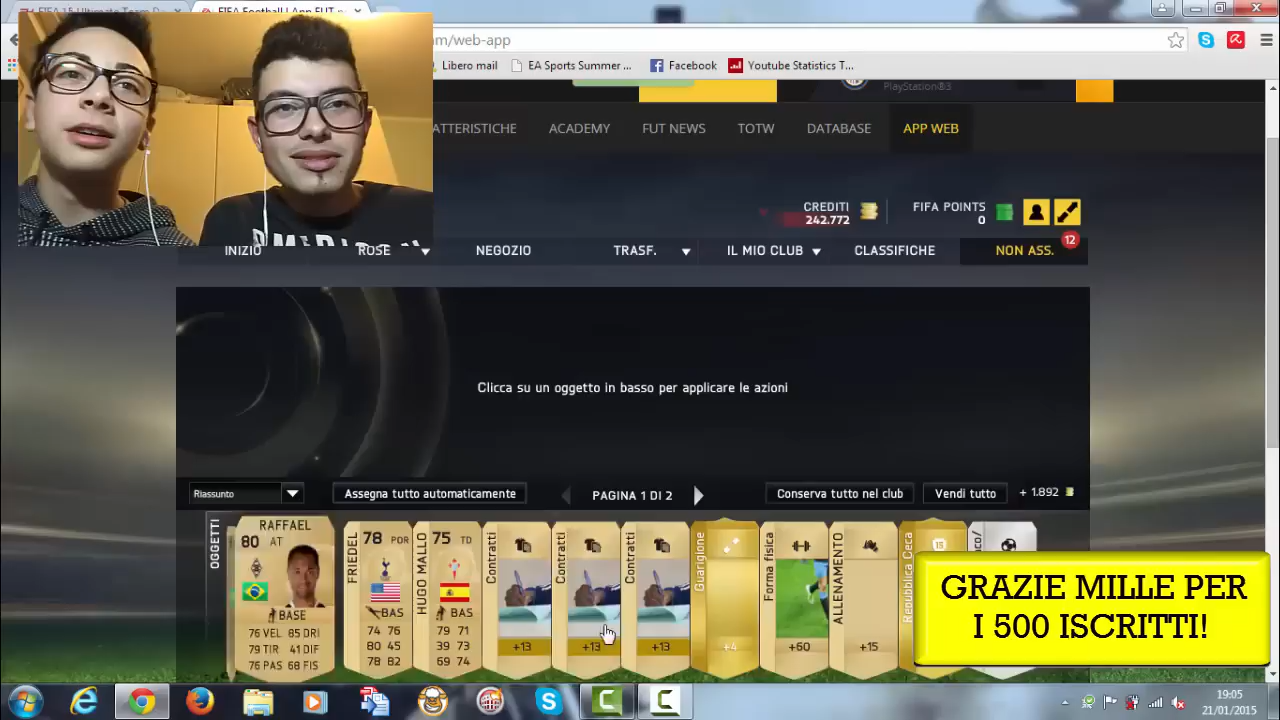 FIFA 15 Ultimate Team D
FIFA Football | App FUT
m/web-app
Libero mail
EA Sports Summer ...
Facebook
Youtube Statistics T...
PlayStation®3
ATTERISTICHE
ACADEMY
FUT NEWS
TOTW
DATABASE
APP WEB
CREDITI
242.772
FIFA POINTS
0
INIZIO
ROSE
NEGOZIO
TRASF.
IL MIO CLUB
CLASSIFICHE
NON ASS.
12
Clicca su un oggetto in basso per applicare le azioni
Riassunto
Assegna tutto automaticamente
PAGINA 1 DI 2
Conserva tutto nel club
Vendi tutto
+ 1.892
OGGETTI
RAFFAEL
80 AT
BASE
76 VEL 85 DRI
79 TIR 41 DIF
76 PAS 68 FIS
FRIEDEL
78 POR
BAS
74 76
80 45
78 82
HUGO MALLO
75 TD
BAS
79 71
39 73
69 74
Contratti
+13
Contratti
+13
Contratti
+13
Guarigione
+4
Forma fisica
+60
ALLENAMENTO
+15
Repubblica Ceca
15
GRAZIE MILLE PER
I 500 ISCRITTI!
19:05
21/01/2015